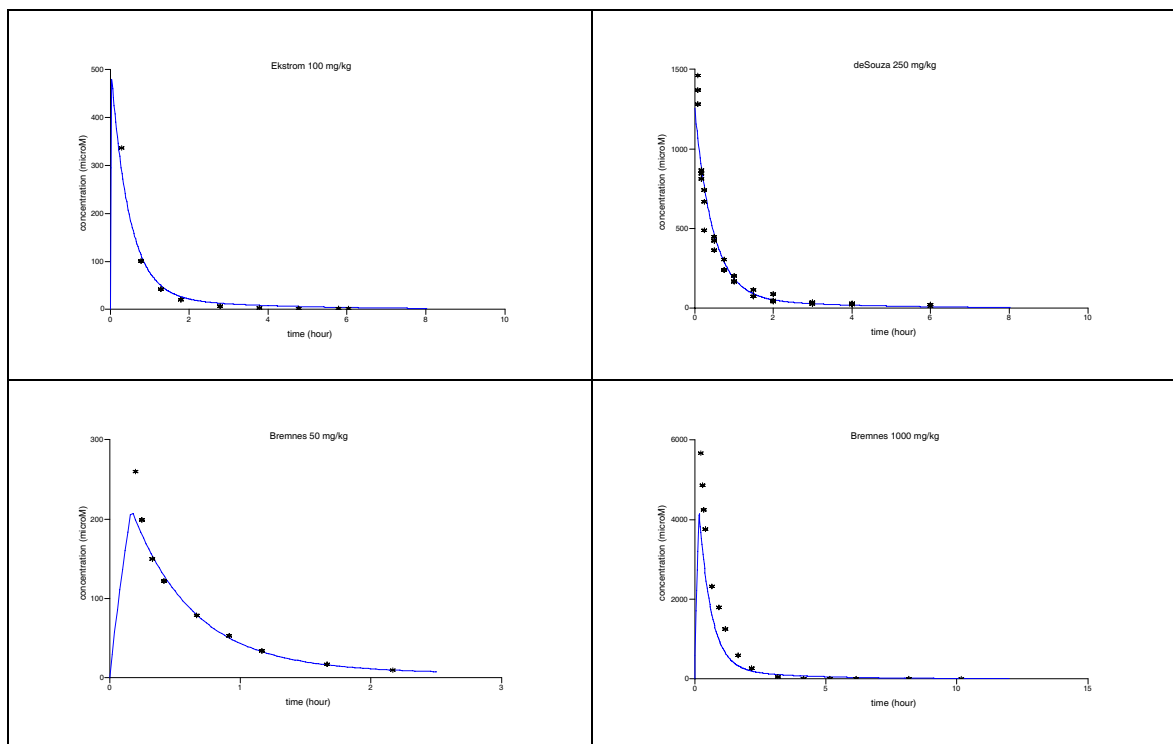 Ekstrom 100 mg/kg
500
400
300
200
100
0
concentration (microM)
0 2 4 6 8 10
time (hour)
deSouza 250 mg/kg
1500
1000
500
0
concentration (microM)
0 2 4 6 8 10
time (hour)
Bremnes 50 mg/kg
300
200
100
0
concentration (microM)
0 1 2 3
time (hour)
Bremnes 1000 mg/kg
6000
4000
2000
0
concentration (microM)
0 5 10 15
time (hour)